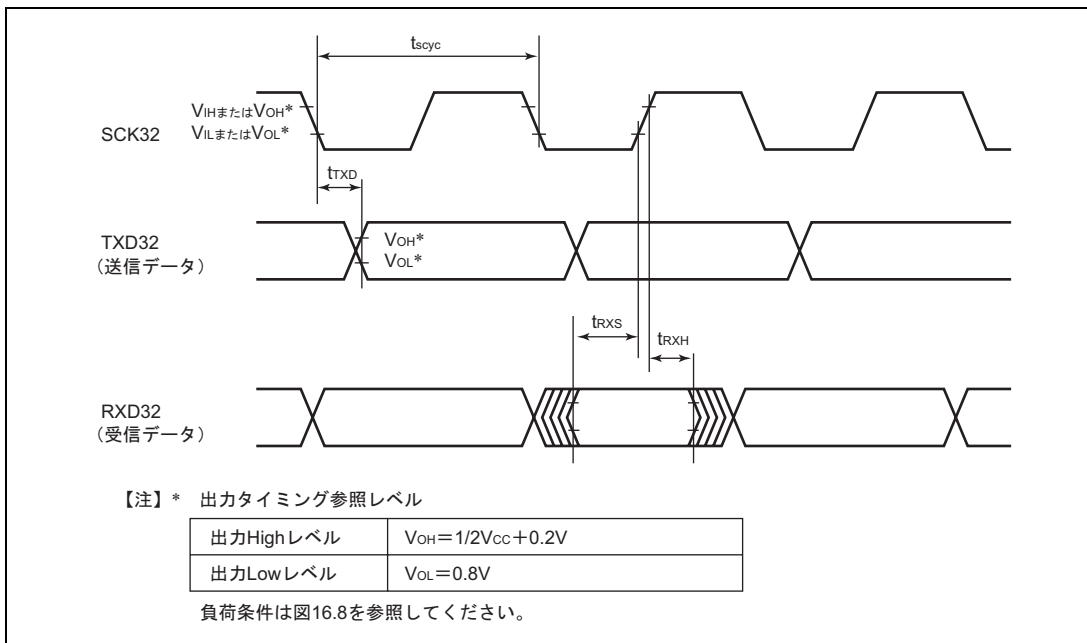 tscyc
VIHまたはVOH*
VILまたはVOL*
SCK32
tTXD
TXD32
(送信データ)
VOH*
VOL*
tRXS
tRXH
RXD32
(受信データ)
【注】* 出力タイミング参照レベル
出力Highレベル VOH=1/2Vcc+0.2V
出力Lowレベル VOL=0.8V
負荷条件は図16.8を参照してください。